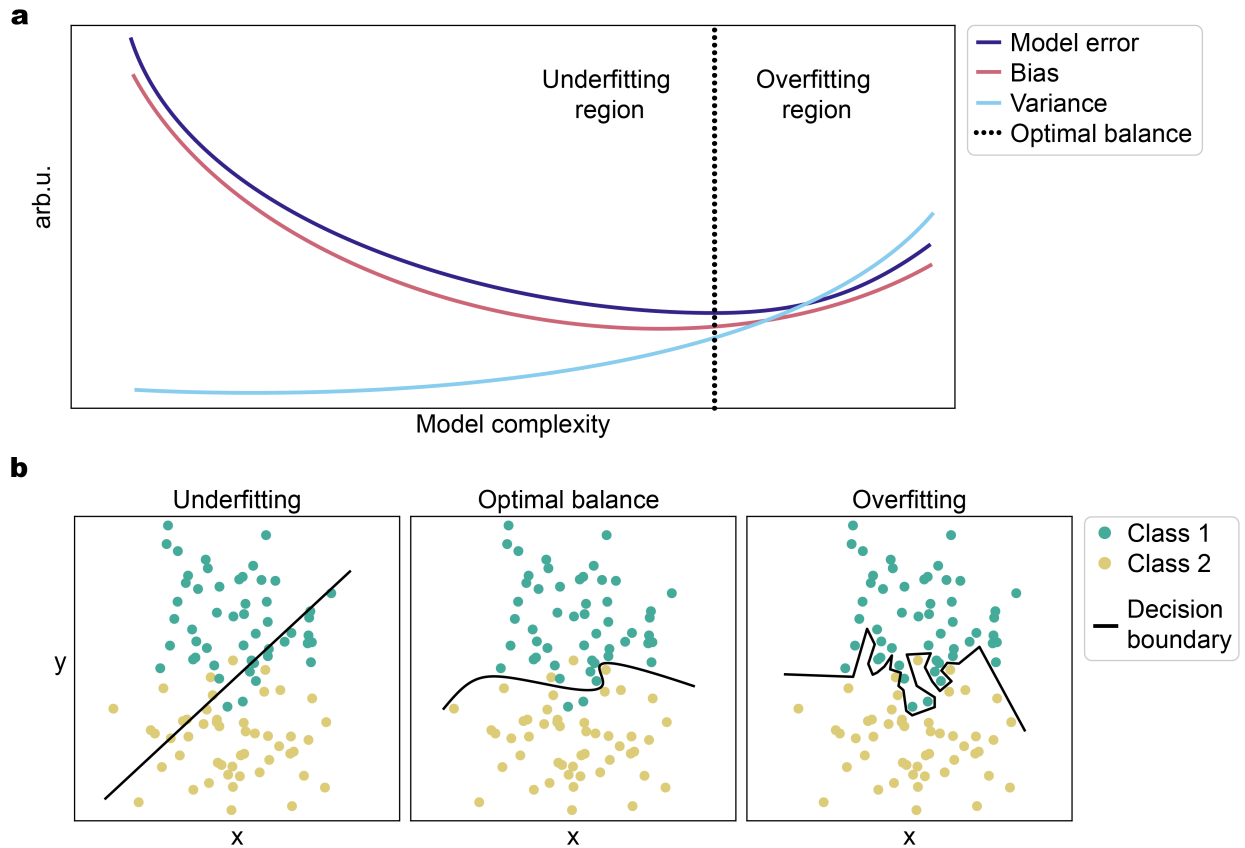 a
Underfitting
region
Overfitting
region
Model error
Bias
Variance
Optimal balance
arb.u.
Model complexity
b
Underfitting
Optimal balance
Overfitting
Class 1
Class 2
Decision
boundary
y
x
x
x